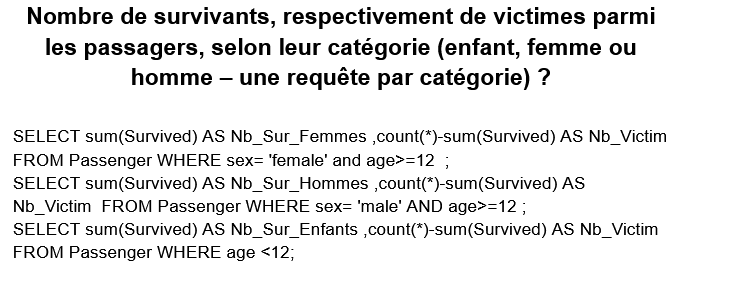 Nombre de survivants, respectivement de victimes parmi
les passagers, selon leur catégorie (enfant, femme ou
homme – une requête par catégorie) ?
SELECT sum(Survived) AS Nb_Sur_Femmes ,count(*)-sum(Survived) AS Nb_Victim
FROM Passenger WHERE sex= 'female' and age>=12  ;
SELECT sum(Survived) AS Nb_Sur_Hommes ,count(*)-sum(Survived) AS
Nb_Victim  FROM Passenger WHERE sex= 'male' AND age>=12 ;
SELECT sum(Survived) AS Nb_Sur_Enfants ,count(*)-sum(Survived) AS Nb_Victim
FROM Passenger WHERE age <12;